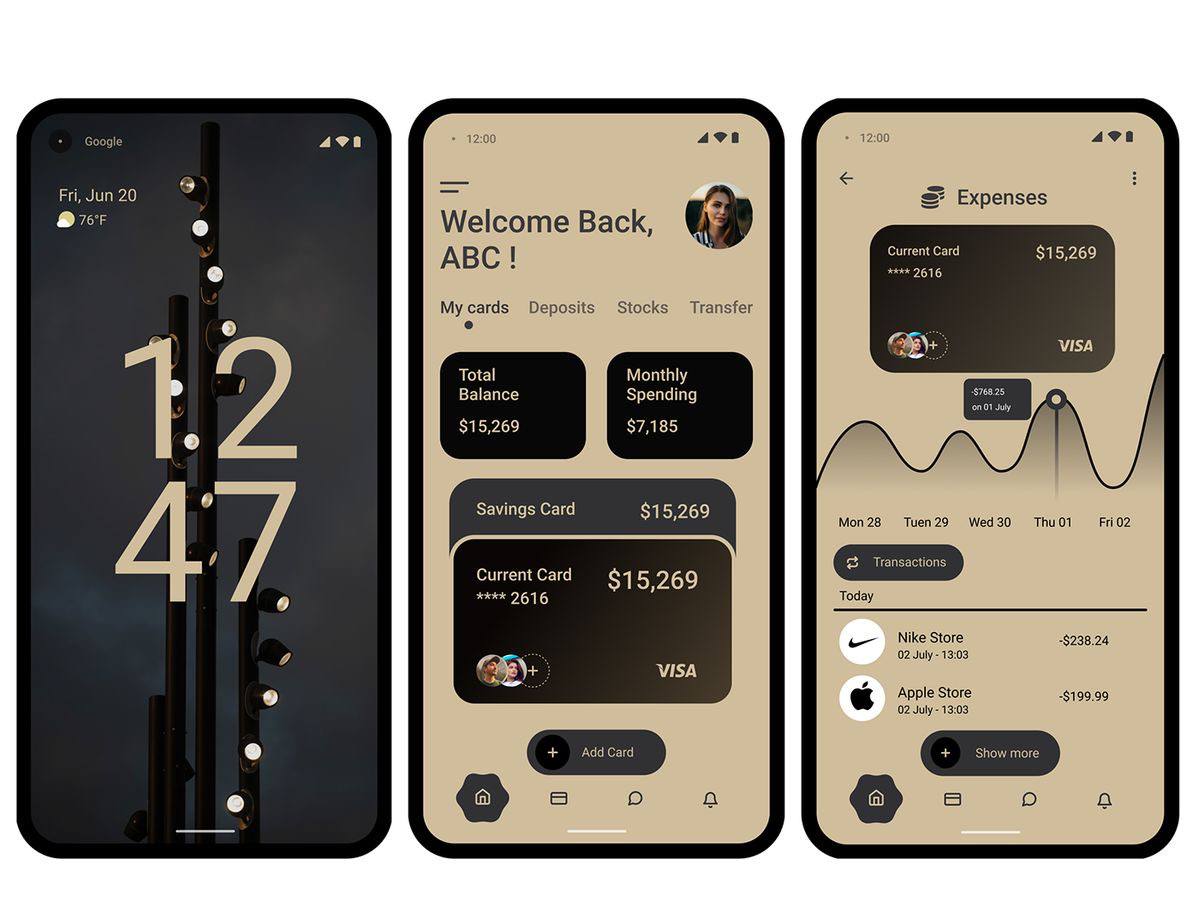 Google
Fri, Jun 20
76°F
12
47
12:00
Welcome Back,
ABC !
My cards Deposits Stocks Transfer
Total
Balance
$15,269
Monthly
Spending
$7,185
Savings Card $15,269
Current Card $15,269
**** 2616
+ VISA
+ Add Card
12:00
Expenses
Current Card $15,269
**** 2616
+ VISA
-$768.25
on 01 July
Mon 28 Tuen 29 Wed 30 Thu 01 Fri 02
Transactions
Today
Nike Store -$238.24
02 July - 13:03
Apple Store -$199.99
02 July - 13:03
+ Show more